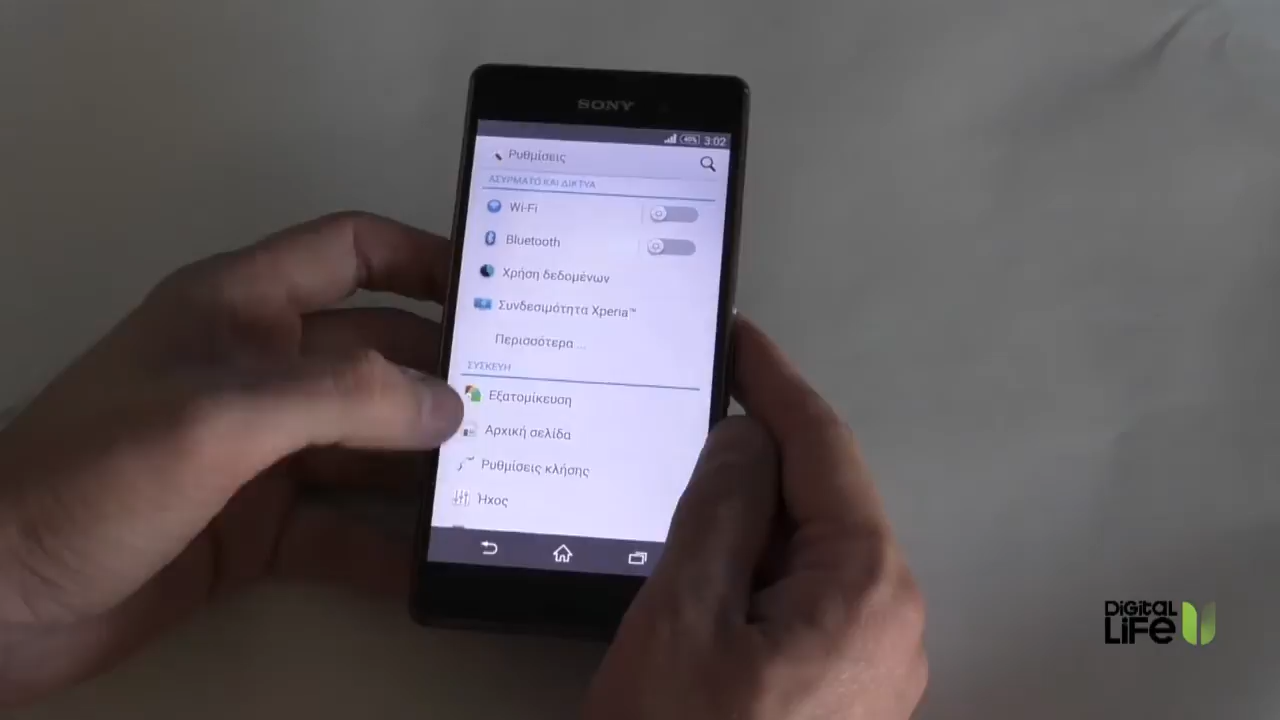 SONY
3:02
Ρυθμίσεις
ΑΣΥΡΜΑΤΟ ΚΑΙ ΔΙΚΤΥΑ
Wi-Fi
Bluetooth
Χρήση δεδομένων
Συνδεσιμότητα Xperia™
Περισσότερα ...
ΣΥΣΚΕΥΗ
Εξατομίκευση
Αρχική σελίδα
Ρυθμίσεις κλήσης
Ήχος
DiGiTAL
LiFE